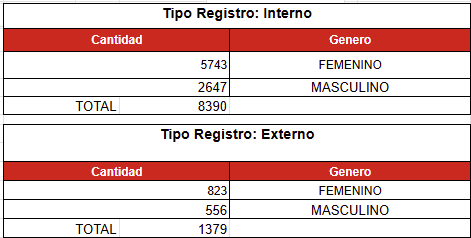 Tipo Registro: Interno
Cantidad Genero
5743 FEMENINO
2647 MASCULINO
TOTAL 8390
Tipo Registro: Externo
Cantidad Genero
823 FEMENINO
556 MASCULINO
TOTAL 1379